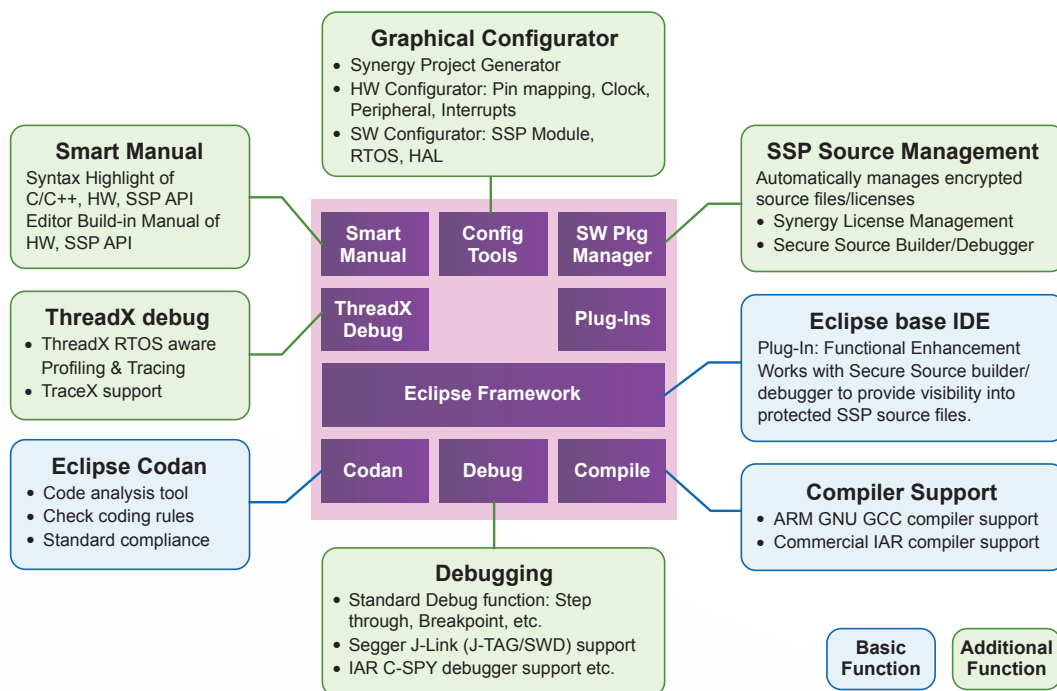 Graphical Configurator
• Synergy Project Generator
• HW Configurator: Pin mapping, Clock,
Peripheral, Interrupts
• SW Configurator: SSP Module,
RTOS, HAL
Smart Manual
Syntax Highlight of
C/C++, HW, SSP API
Editor Build-in Manual of
HW, SSP API
SSP Source Management
Automatically manages encrypted
source files/licenses
• Synergy License Management
• Secure Source Builder/Debugger
Smart
Manual
Config
Tools
SW Pkg
Manager
ThreadX debug
• ThreadX RTOS aware
Profiling & Tracing
• TraceX support
ThreadX
Debug
Plug-Ins
Eclipse base IDE
Plug-In: Functional Enhancement
Works with Secure Source builder/
debugger to provide visibility into
protected SSP source files.
Eclipse Framework
Eclipse Codan
• Code analysis tool
• Check coding rules
• Standard compliance
Codan
Debug
Compile
Compiler Support
• ARM GNU GCC compiler support
• Commercial IAR compiler support
Debugging
• Standard Debug function: Step
through, Breakpoint, etc.
• Segger J-Link (J-TAG/SWD) support
• IAR C-SPY debugger support etc.
Basic
Function
Additional
Function